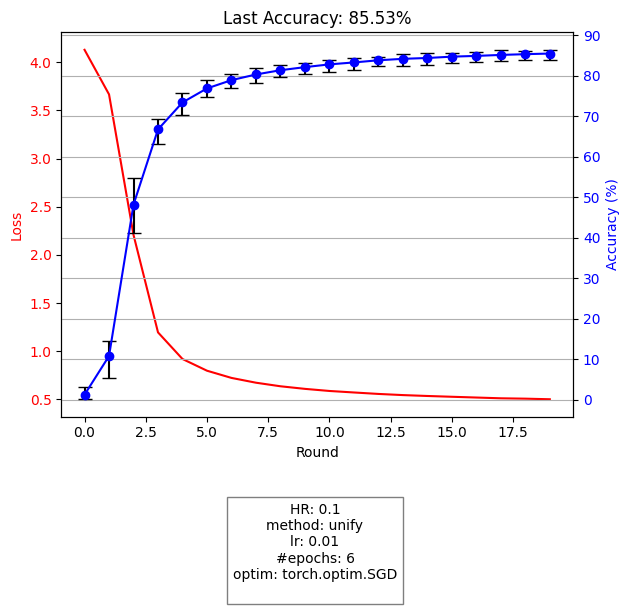 Last Accuracy: 85.53%
4.0
3.5
3.0
2.5
2.0
1.5
1.0
0.5
Loss
90
80
70
60
50
40
30
20
10
0
Accuracy (%)
0.0 2.5 5.0 7.5 10.0 12.5 15.0 17.5
Round
HR: 0.1
method: unify
lr: 0.01
#epochs: 6
optim: torch.optim.SGD